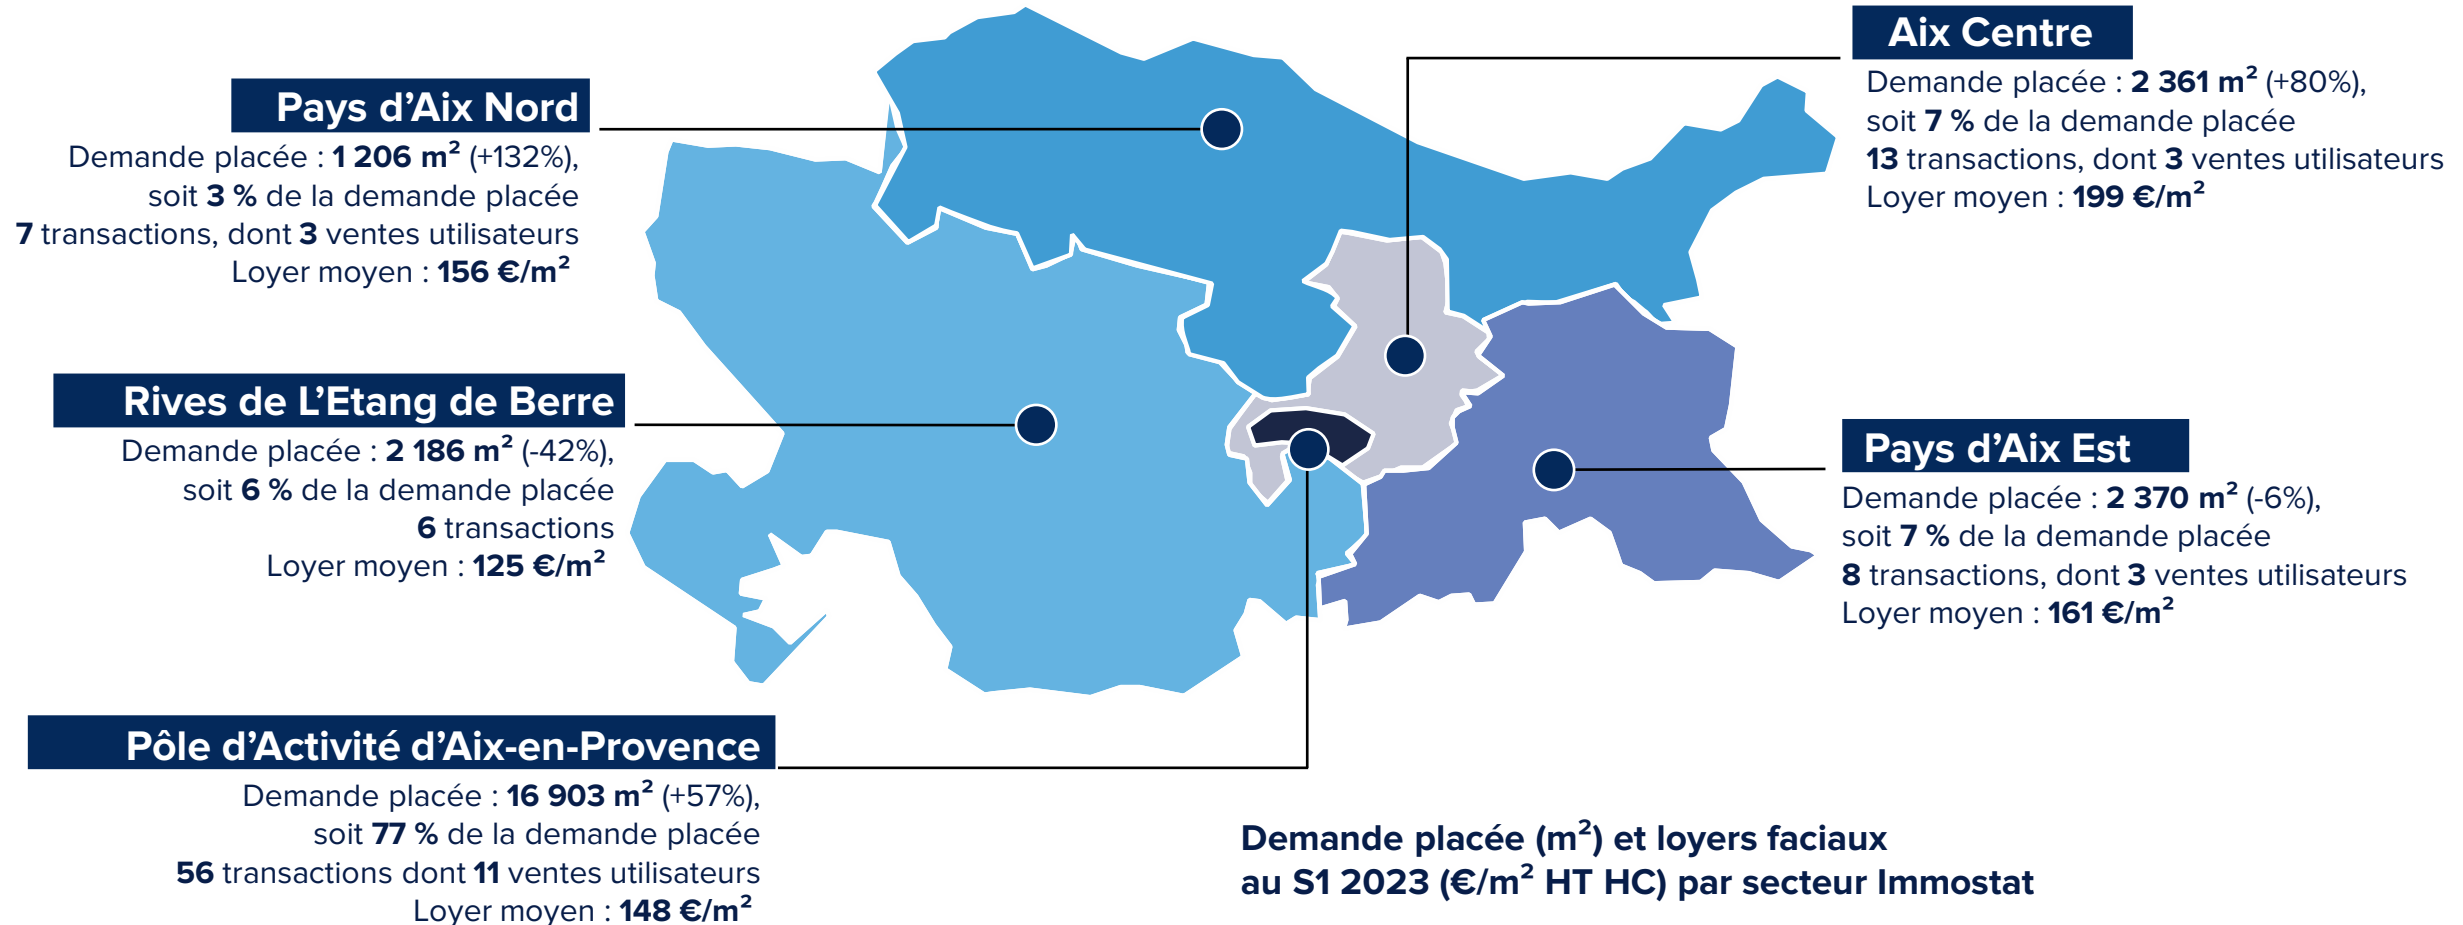 Pays d’Aix Nord
Demande placée : 1 206 m² (+132%),
soit 3 % de la demande placée
7 transactions, dont 3 ventes utilisateurs
Loyer moyen : 156 €/m²
Aix Centre
Demande placée : 2 361 m² (+80%),
soit 7 % de la demande placée
13 transactions, dont 3 ventes utilisateurs
Loyer moyen : 199 €/m²
Rives de L’Etang de Berre
Demande placée : 2 186 m² (-42%),
soit 6 % de la demande placée
6 transactions
Loyer moyen : 125 €/m²
Pays d’Aix Est
Demande placée : 2 370 m² (-6%),
soit 7 % de la demande placée
8 transactions, dont 3 ventes utilisateurs
Loyer moyen : 161 €/m²
Pôle d’Activité d’Aix-en-Provence
Demande placée : 16 903 m² (+57%),
soit 77 % de la demande placée
56 transactions dont 11 ventes utilisateurs
Loyer moyen : 148 €/m²
Demande placée (m²) et loyers faciaux
au S1 2023 (€/m² HT HC) par secteur Immostat